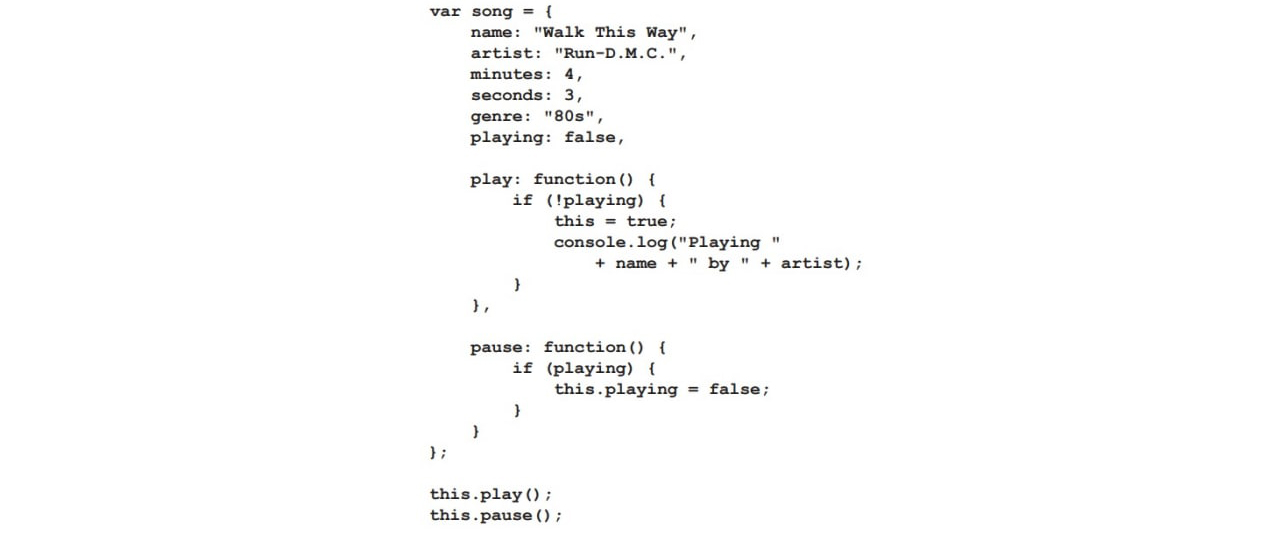 var song = {
    name: "Walk This Way",
    artist: "Run-D.M.C.",
    minutes: 4,
    seconds: 3,
    genre: "80s",
    playing: false,

    play: function() {
        if (!playing) {
            this = true;
            console.log("Playing "
                + name + " by " + artist);
        }
    },

    pause: function() {
        if (playing) {
            this.playing = false;
        }
    }
};

this.play();
this.pause();